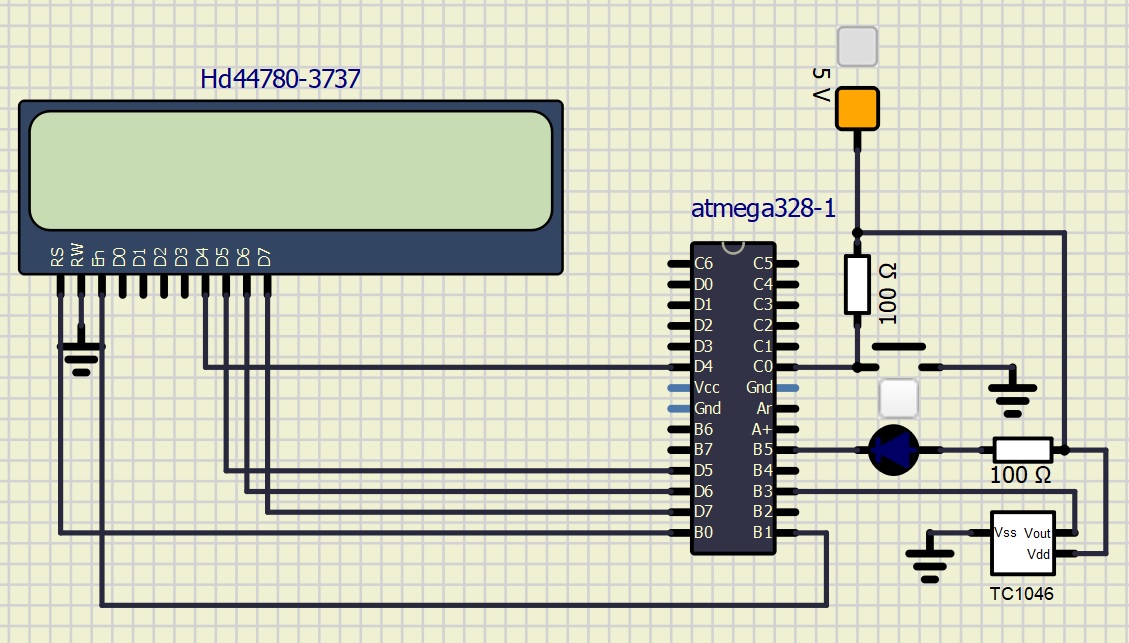 Hd44780-3737
RS RW En D0 D1 D2 D3 D4 D5 D6 D7
5 V
100 Ω
atmega328-1
C6 C5
D0 C4
D1 C3
D2 C2
D3 C1
D4 C0
Vcc Gnd
Gnd Ar
B6 A+
B7 B5
D5 B4
D6 B3
D7 B2
B0 B1
100 Ω
Vss Vout
Vdd
TC1046